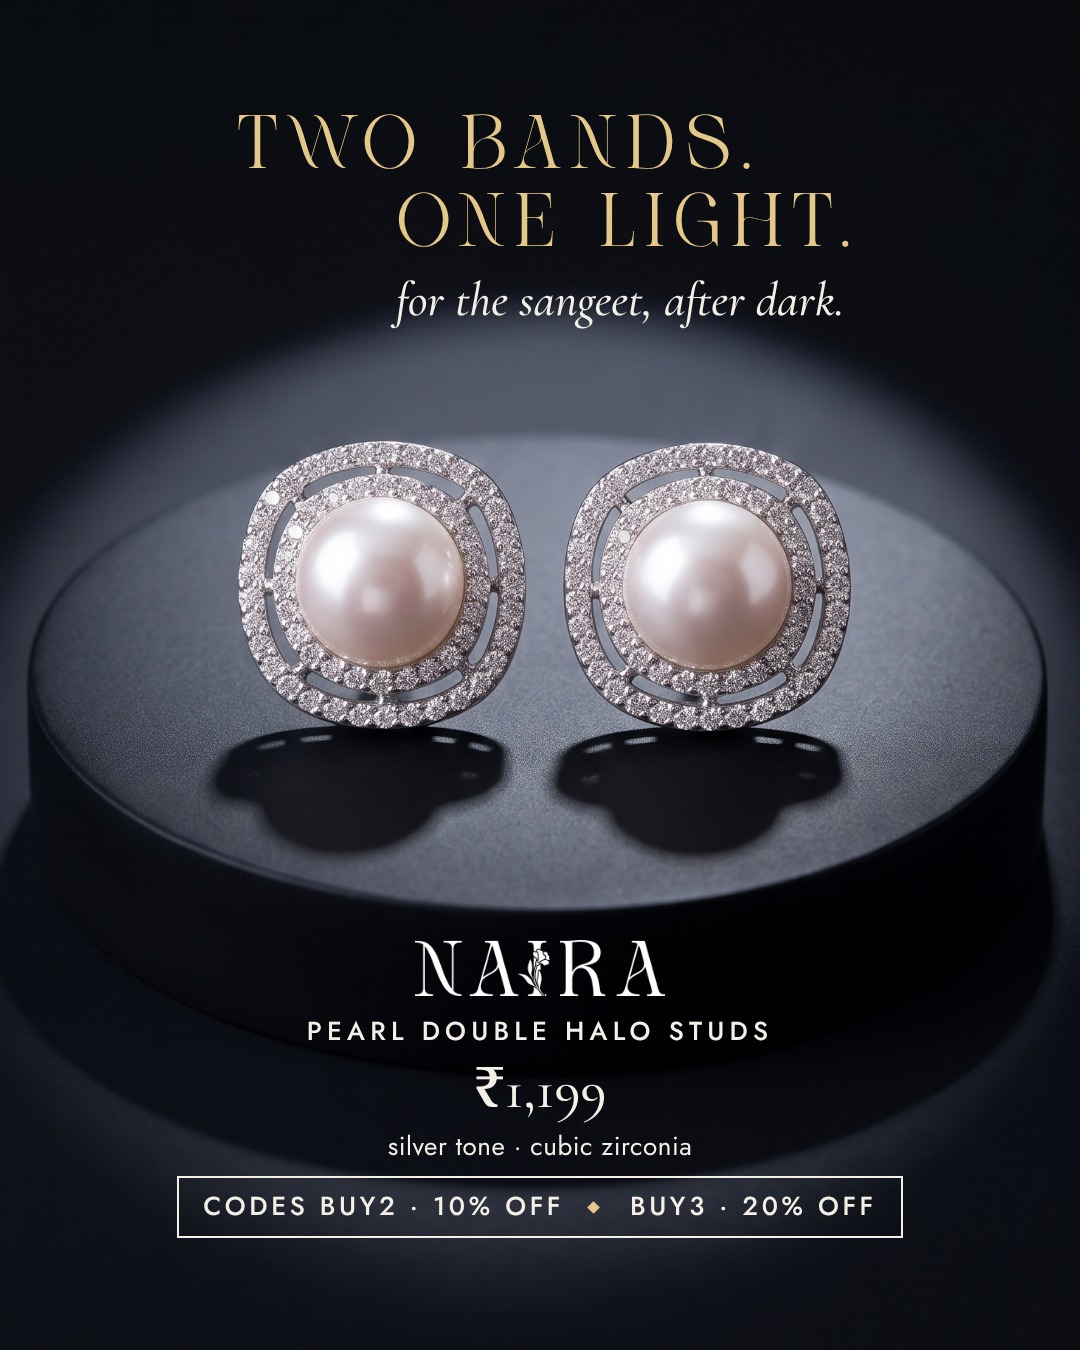 TWO BANDS.
ONE LIGHT.
for the sangeet, after dark.
NAIRA
PEARL DOUBLE HALO STUDS
₹1,199
silver tone · cubic zirconia
CODES BUY2 · 10% OFF ◆ BUY3 · 20% OFF